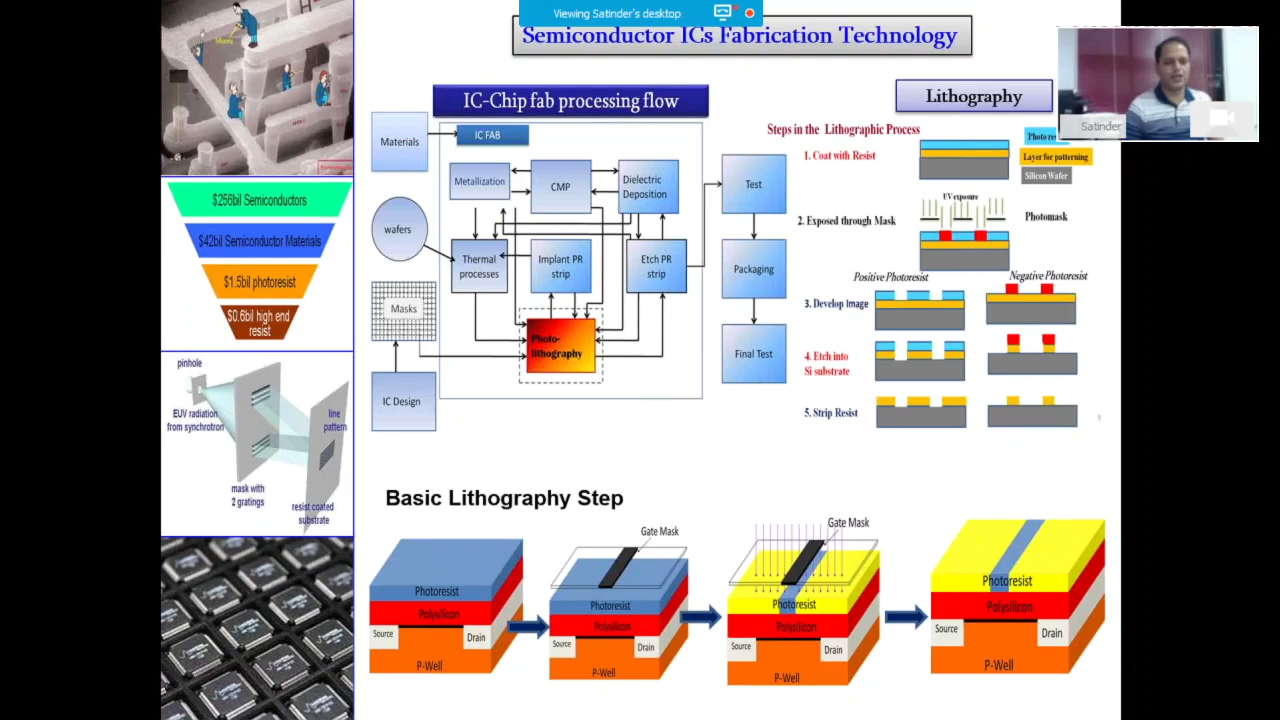 Viewing Satinder's desktop
Semiconductor ICs Fabrication Technology
Satinder
$256bil Semiconductors
$42bil Semiconductor Materials
$1.5bil photoresist
$0.6bil high end
resist
pinhole
EUV radiation
from synchrotron
line
pattern
mask with
2 gratings
resist coated
substrate
IC-Chip fab processing flow
Materials
IC FAB
Metallization
CMP
Dielectric
Deposition
Test
wafers
Thermal
processes
Implant PR
strip
Etch PR
strip
Packaging
Masks
Photo-
lithography
Final Test
IC Design
Lithography
Steps in the Lithographic Process
1. Coat with Resist
Photo re
Layer for patterning
Silicon Wafer
UV exposure
2. Exposed through Mask
Photomask
Positive Photoresist
Negative Photoresist
3. Develop Image
4. Etch into
Si substrate
5. Strip Resist
9
Basic Lithography Step
Photoresist
Polysilicon
Source
Drain
P-Well
Gate Mask
Photoresist
Polysilicon
Source
Drain
P-Well
Gate Mask
Photoresist
Polysilicon
Source
Drain
P-Well
Photoresist
Polysilicon
Source
Drain
P-Well